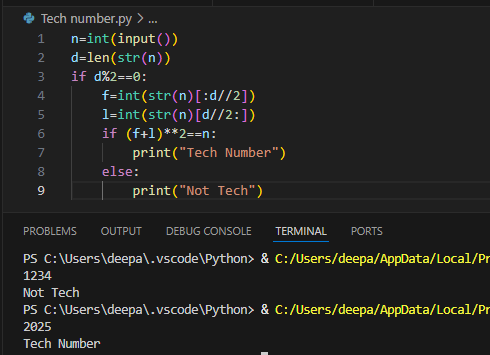 Tech number.py > ...
1 n=int(input())
2 d=len(str(n))
3 if d%2==0:
4     f=int(str(n)[:d//2])
5     l=int(str(n)[d//2:])
6     if (f+l)**2==n:
7         print("Tech Number")
8     else:
9         print("Not Tech")
PROBLEMS OUTPUT DEBUG CONSOLE TERMINAL PORTS
PS C:\Users\deepa\.vscode\Python> & C:/Users/deepa/AppData/Local/Pr
1234
Not Tech
PS C:\Users\deepa\.vscode\Python> & C:/Users/deepa/AppData/Local/Pr
2025
Tech Number